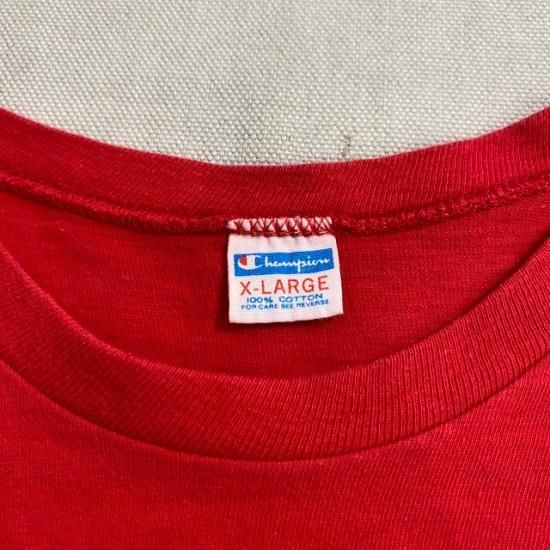 Champion
X-LARGE
100% COTTON
FOR CARE SEE REVERSE